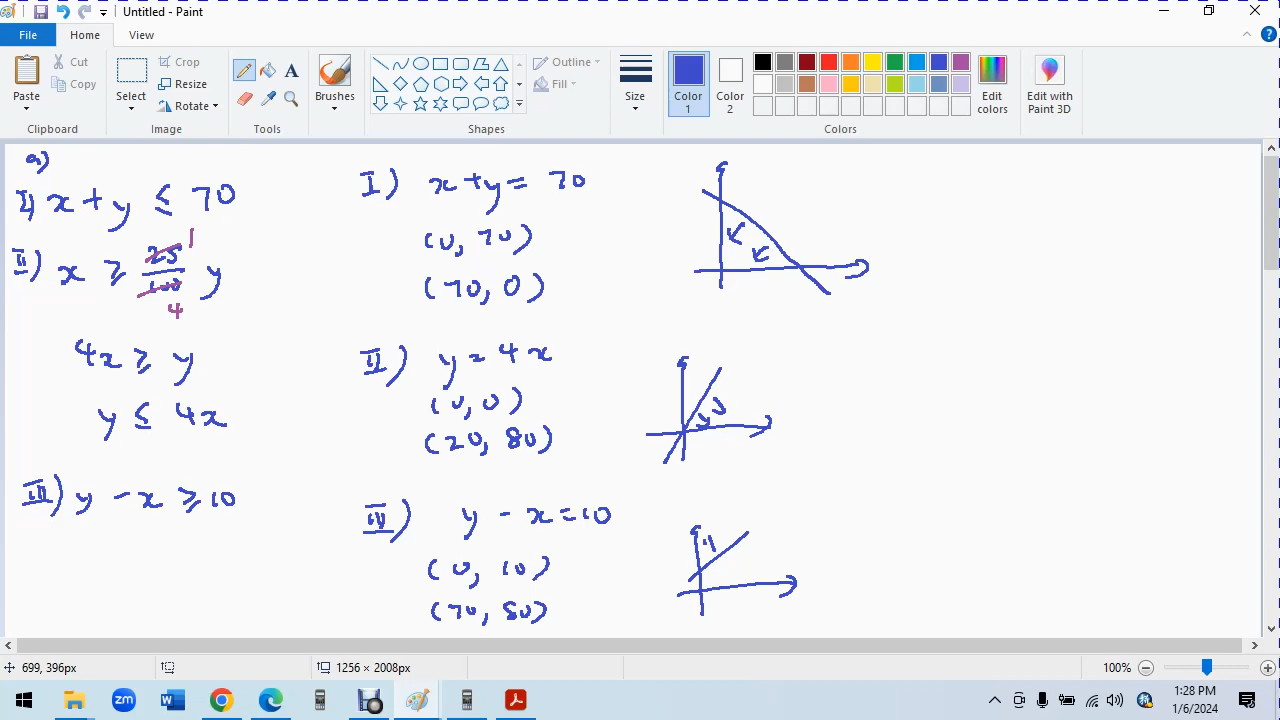 Untitled - Paint
File Home View
Paste Cut Copy Clipboard
Select Crop Resize Rotate Image
Tools
Brushes
Outline Fill Shapes
Size
Color 1 Color 2 Edit colors Colors
Edit with Paint 3D
a)
I) x + y ≤ 70
II) x ≥ 25/100 y
1
4
4x ≥ y
y ≤ 4x
III) y - x ≥ 10
I) x + y = 70
(0, 70)
(70, 0)
II) y = 4x
(0, 0)
(20, 80)
III) y - x = 10
(0, 10)
(70, 80)
699, 396px
1256 × 2008px
100%
zm
W
1:28 PM
1/6/2024